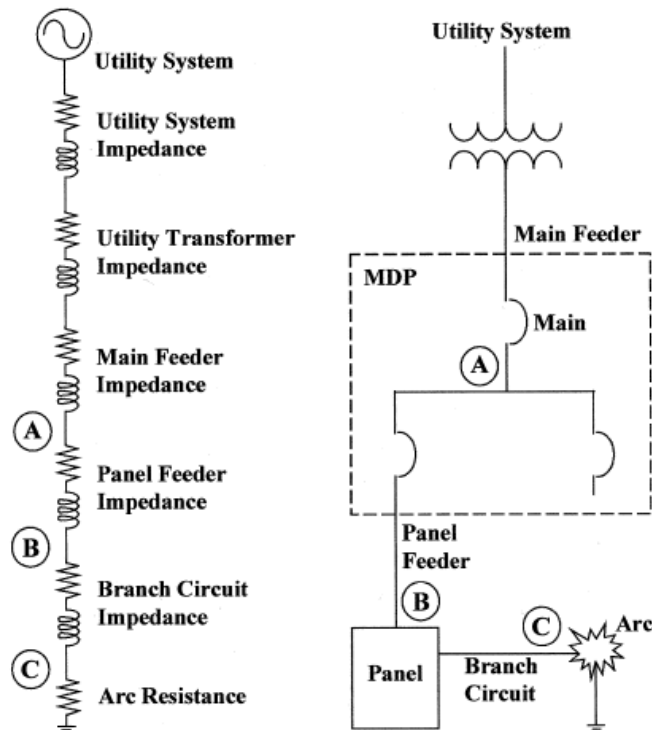 Utility System
Utility System
Impedance
Utility Transformer
Impedance
Main Feeder
Impedance
A
Panel Feeder
Impedance
B
Branch Circuit
Impedance
C
Arc Resistance
Utility System
Main Feeder
MDP
Main
A
Panel
Feeder
B
C
Arc
Panel
Branch
Circuit